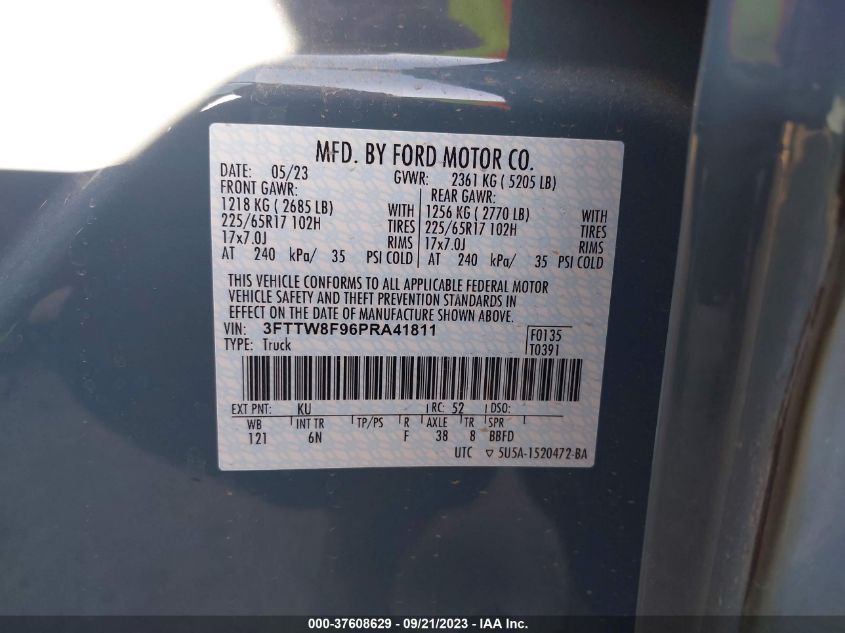 MFD. BY FORD MOTOR CO.
DATE: 05/23 GVWR: 2361 KG ( 5205 LB)
FRONT GAWR: REAR GAWR:
1218 KG ( 2685 LB) WITH 1256 KG ( 2770 LB) WITH
225/65R17 102H TIRES 225/65R17 102H TIRES
17x7.0J RIMS 17x7.0J RIMS
AT 240 kPa/ 35 PSI COLD AT 240 kPa/ 35 PSI COLD
THIS VEHICLE CONFORMS TO ALL APPLICABLE FEDERAL MOTOR
VEHICLE SAFETY AND THEFT PREVENTION STANDARDS IN
EFFECT ON THE DATE OF MANUFACTURE SHOWN ABOVE.
VIN: 3FTTW8F96PRA41811 F0135
TYPE: Truck T0391
EXT PNT: KU RC: 52 DSO:
WB INT TR TP/PS R AXLE TR SPR
121 6N F 38 8 BBFD
UTC ▽ 5U5A-1520472-BA
000-37608629 - 09/21/2023 - IAA Inc.